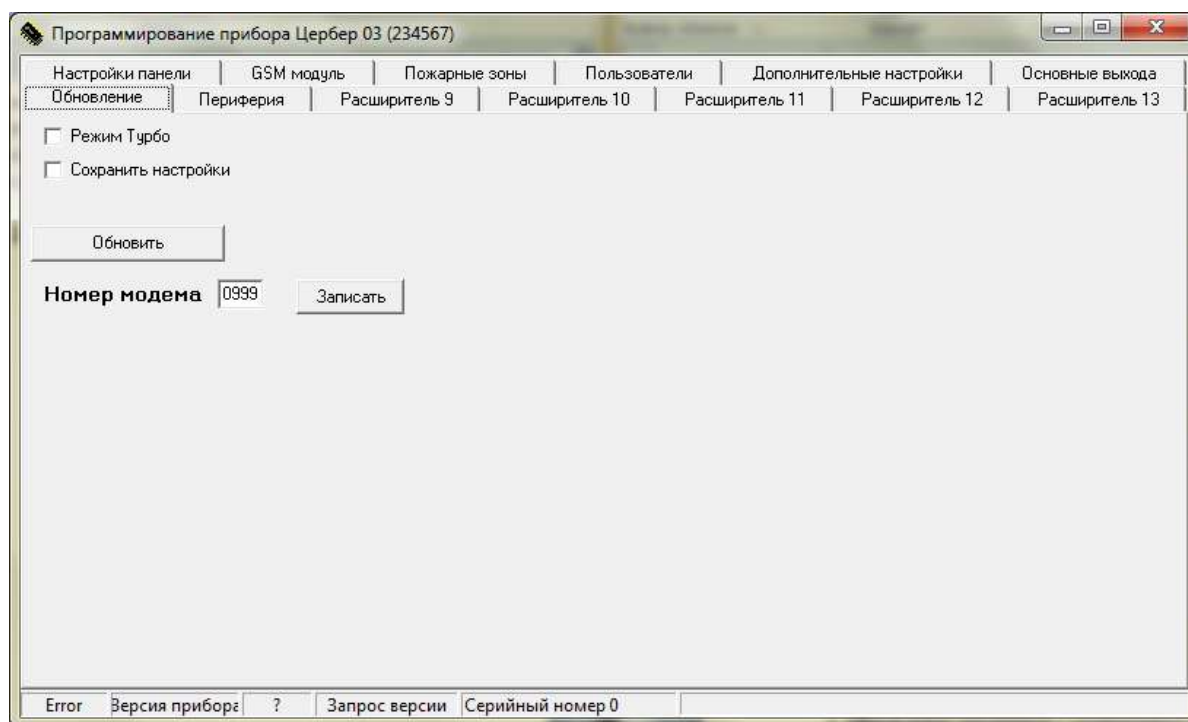 Программирование прибора Цербер 03 (234567)
Настройки панели GSM модуль Пожарные зоны Пользователи Дополнительные настройки Основные выхода
Обновление Периферия Расширитель 9 Расширитель 10 Расширитель 11 Расширитель 12 Расширитель 13
Режим Турбо
Сохранить настройки
Обновить
Номер модема 0999 Записать
Error Версия прибора ? Запрос версии Серийный номер 0